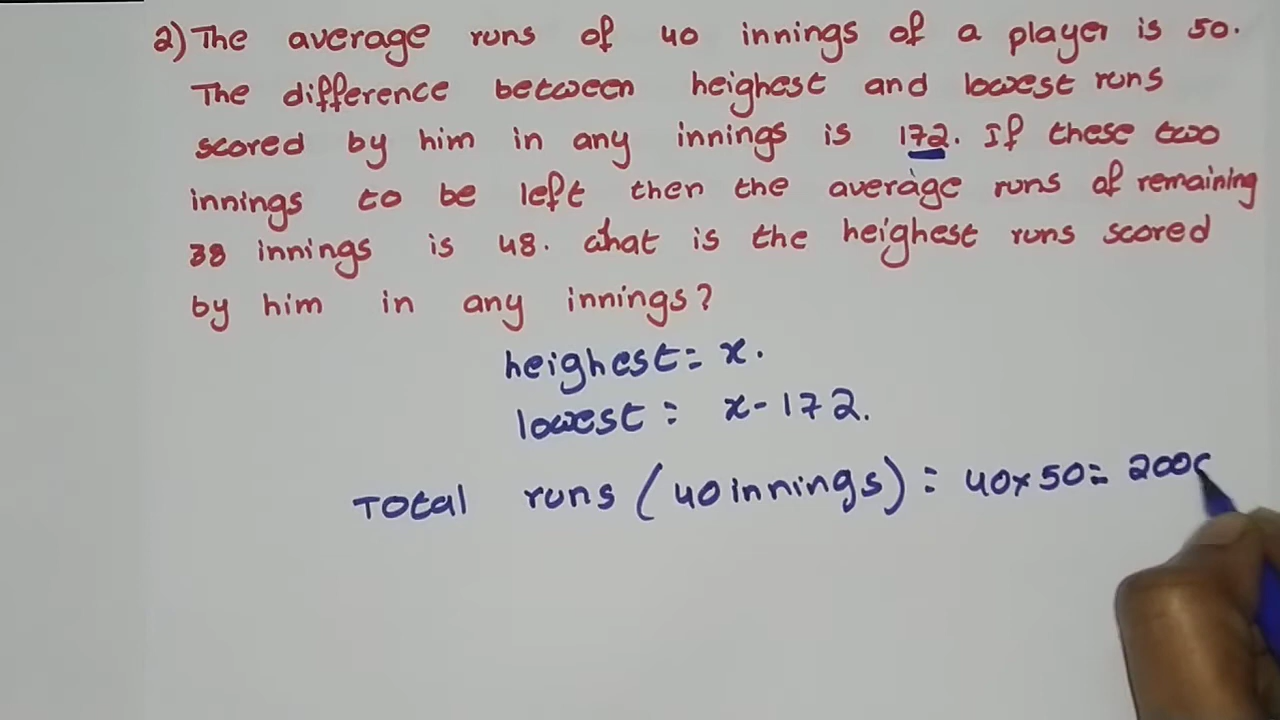 2) The average runs of 40 innings of a player is 50.
The difference between heighest and lowest runs
scored by him in any innings is 172. If these two
innings to be left then the average runs of remaining
38 innings is 48. What is the heighest runs scored
by him in any innings?
heighest = x.
lowest = x - 172.
Total runs (40 innings) = 40 x 50 = 2000